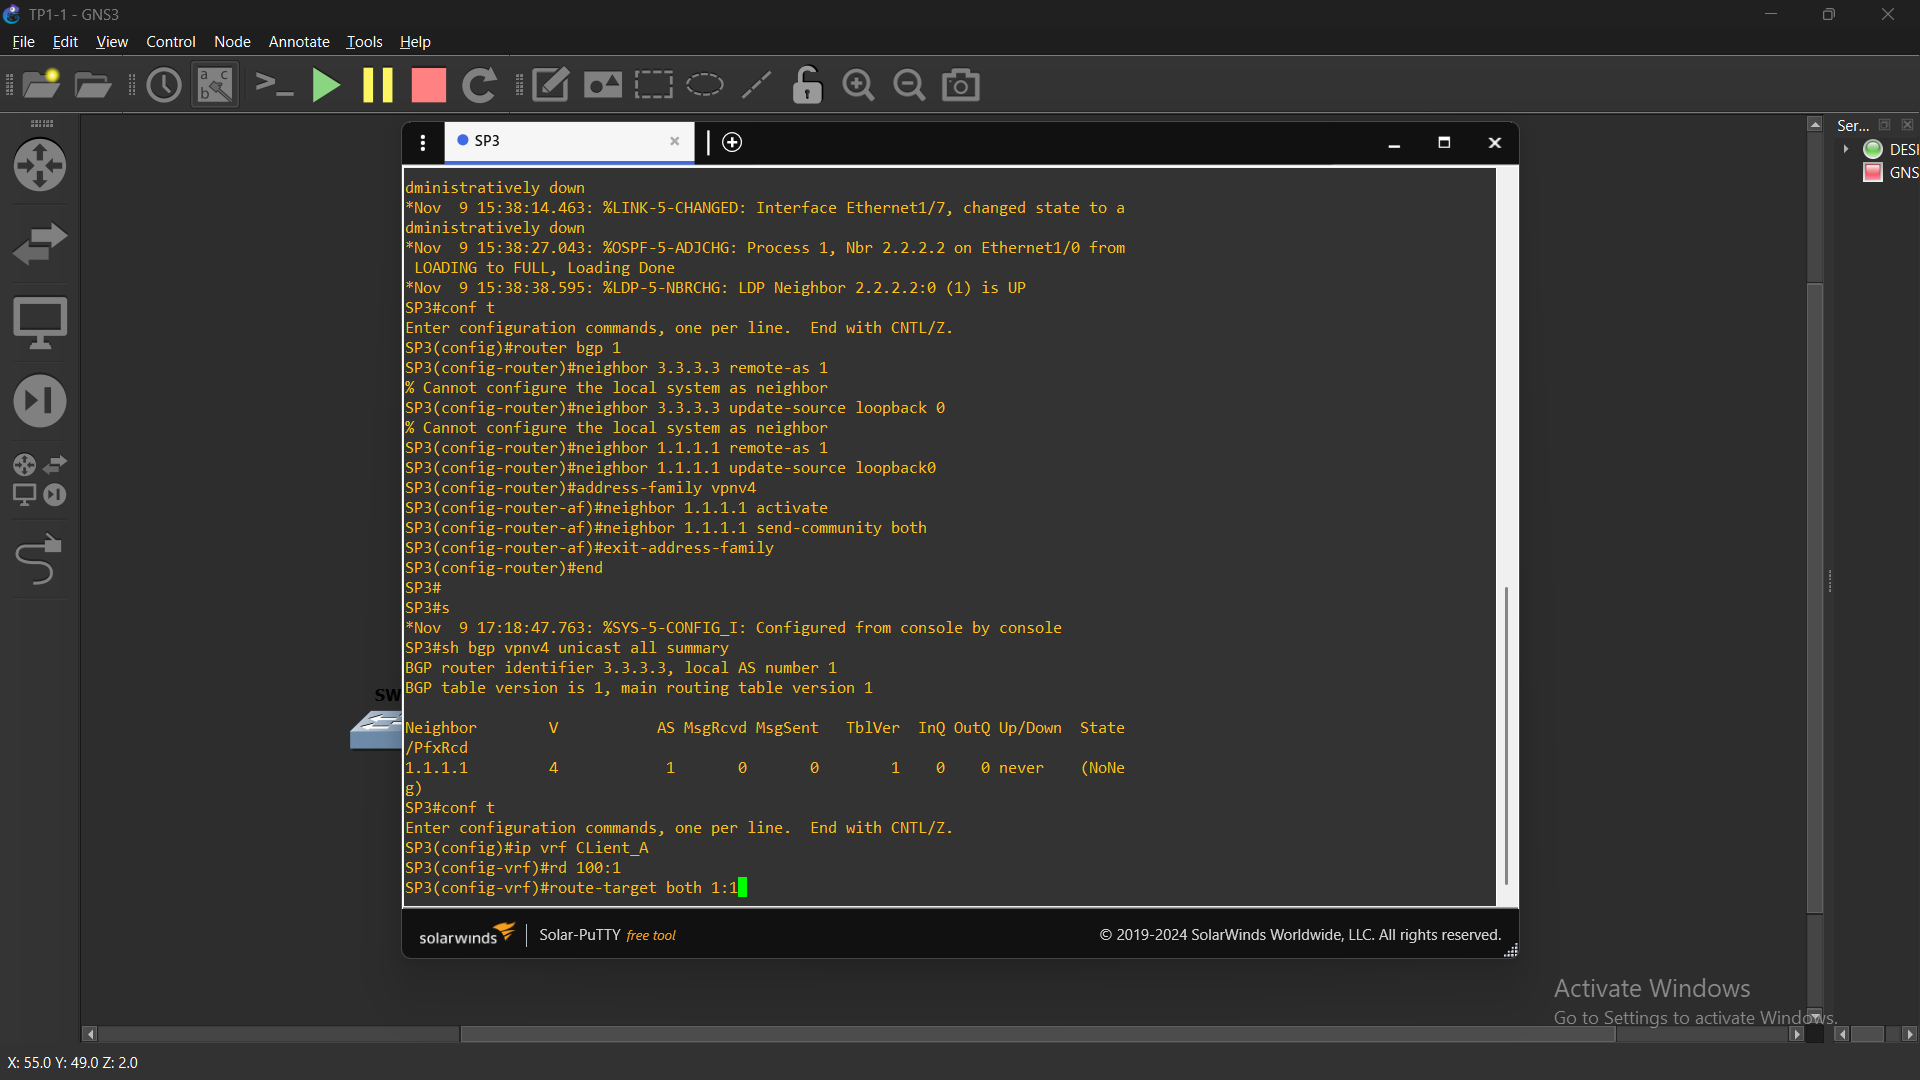 TP1-1 - GNS3
File Edit View Control Node Annotate Tools Help
SP3
Ser...
DESH
GNS
dministratively down
*Nov  9 15:38:14.463: %LINK-5-CHANGED: Interface Ethernet1/7, changed state to a
dministratively down
*Nov  9 15:38:27.043: %OSPF-5-ADJCHG: Process 1, Nbr 2.2.2.2 on Ethernet1/0 from
 LOADING to FULL, Loading Done
*Nov  9 15:38:38.595: %LDP-5-NBRCHG: LDP Neighbor 2.2.2.2:0 (1) is UP
SP3#conf t
Enter configuration commands, one per line.  End with CNTL/Z.
SP3(config)#router bgp 1
SP3(config-router)#neighbor 3.3.3.3 remote-as 1
% Cannot configure the local system as neighbor
SP3(config-router)#neighbor 3.3.3.3 update-source loopback 0
% Cannot configure the local system as neighbor
SP3(config-router)#neighbor 1.1.1.1 remote-as 1
SP3(config-router)#neighbor 1.1.1.1 update-source loopback0
SP3(config-router)#address-family vpnv4
SP3(config-router-af)#neighbor 1.1.1.1 activate
SP3(config-router-af)#neighbor 1.1.1.1 send-community both
SP3(config-router-af)#exit-address-family
SP3(config-router)#end
SP3#
SP3#s
*Nov  9 17:18:47.763: %SYS-5-CONFIG_I: Configured from console by console
SP3#sh bgp vpnv4 unicast all summary
BGP router identifier 3.3.3.3, local AS number 1
BGP table version is 1, main routing table version 1
Neighbor        V           AS MsgRcvd MsgSent   TblVer  InQ OutQ Up/Down  State
/PfxRcd
1.1.1.1         4            1       0       0        1    0    0 never    (NoNe
g)
SP3#conf t
Enter configuration commands, one per line.  End with CNTL/Z.
SP3(config)#ip vrf CLient_A
SP3(config-vrf)#rd 100:1
SP3(config-vrf)#route-target both 1:1
SW
solarwinds Solar-PuTTY free tool © 2019-2024 SolarWinds Worldwide, LLC. All rights reserved.
Activate Windows
Go to Settings to activate Windows.
X: 55.0 Y: 49.0 Z: 2.0